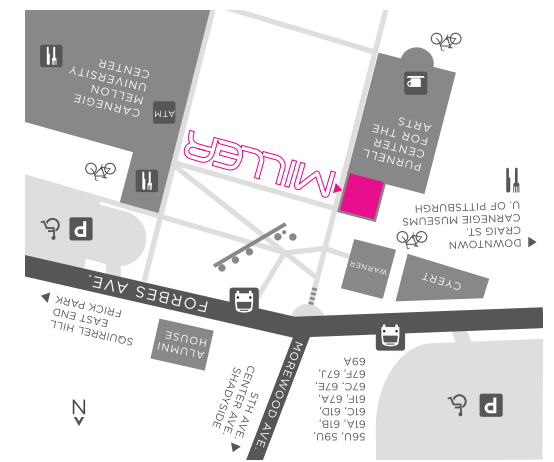 P
56U, 59U,
61A, 61B,
61C, 61D,
61F, 67A,
67C, 67E,
67F, 67J,
69A
MOREWOOD AVE.
5TH AVE.
CENTER AVE.
SHADYSIDE.
N
ALUMNI
HOUSE
SQUIRREL HILL
EAST END
FRICK PARK
FORBES AVE.
CYERT
WARNER
DOWNTOWN
CRAIG ST.
CARNEGIE MUSEUMS
U. OF PITTSBURGH
P
MILLER
PURNELL
CENTER
FOR THE
ARTS
ATM
CARNEGIE
MELLON
UNIVERSITY
CENTER